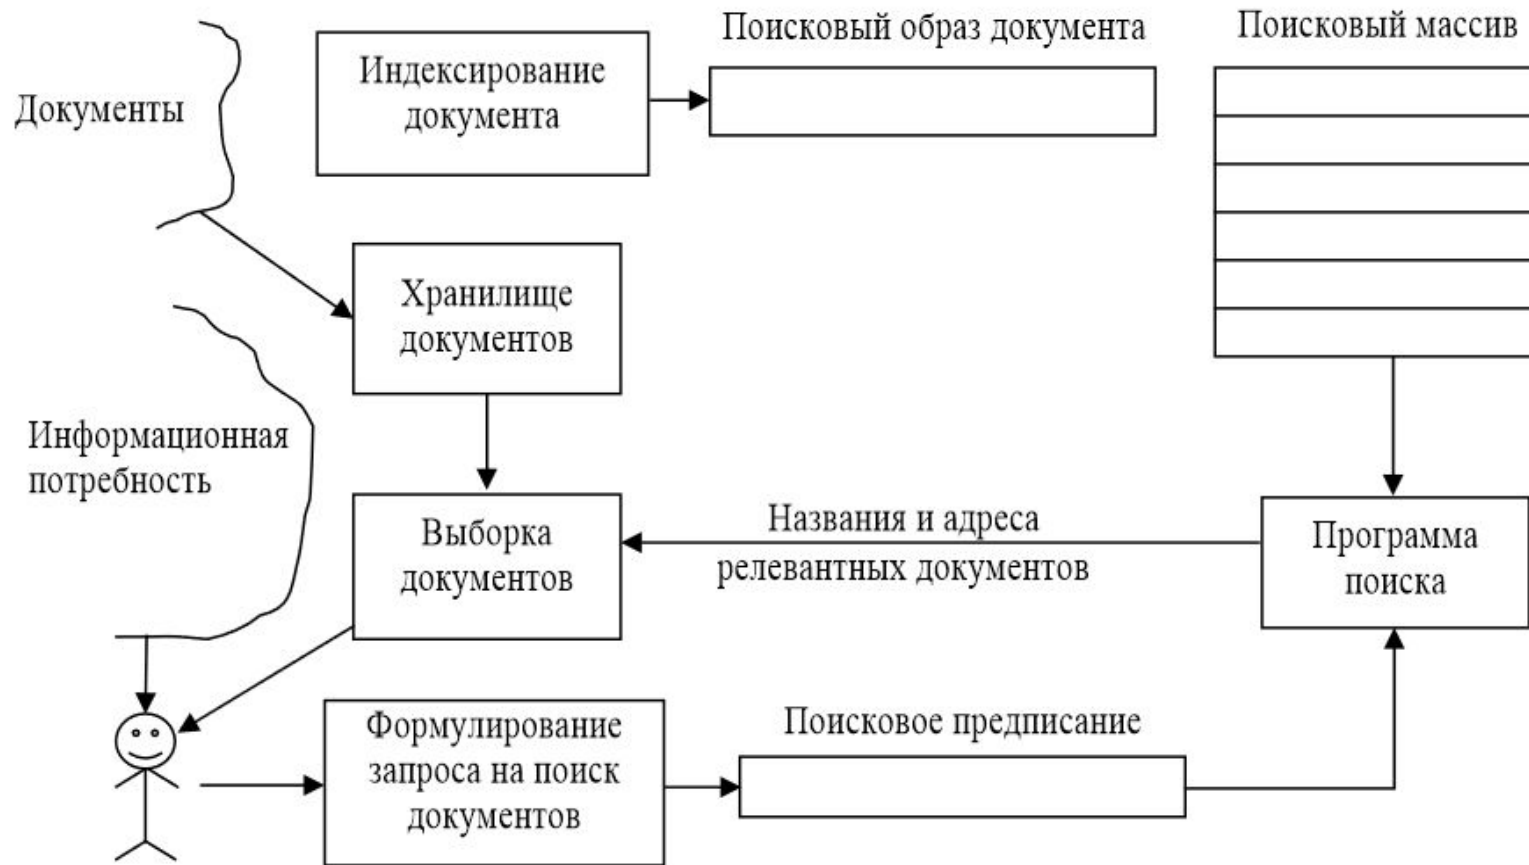 Поисковый образ документа
Поисковый массив
Документы
Индексирование
документа
Хранилище
документов
Информационная
потребность
Выборка
документов
Названия и адреса
релевантных документов
Программа
поиска
Формулирование
запроса на поиск
документов
Поисковое предписание